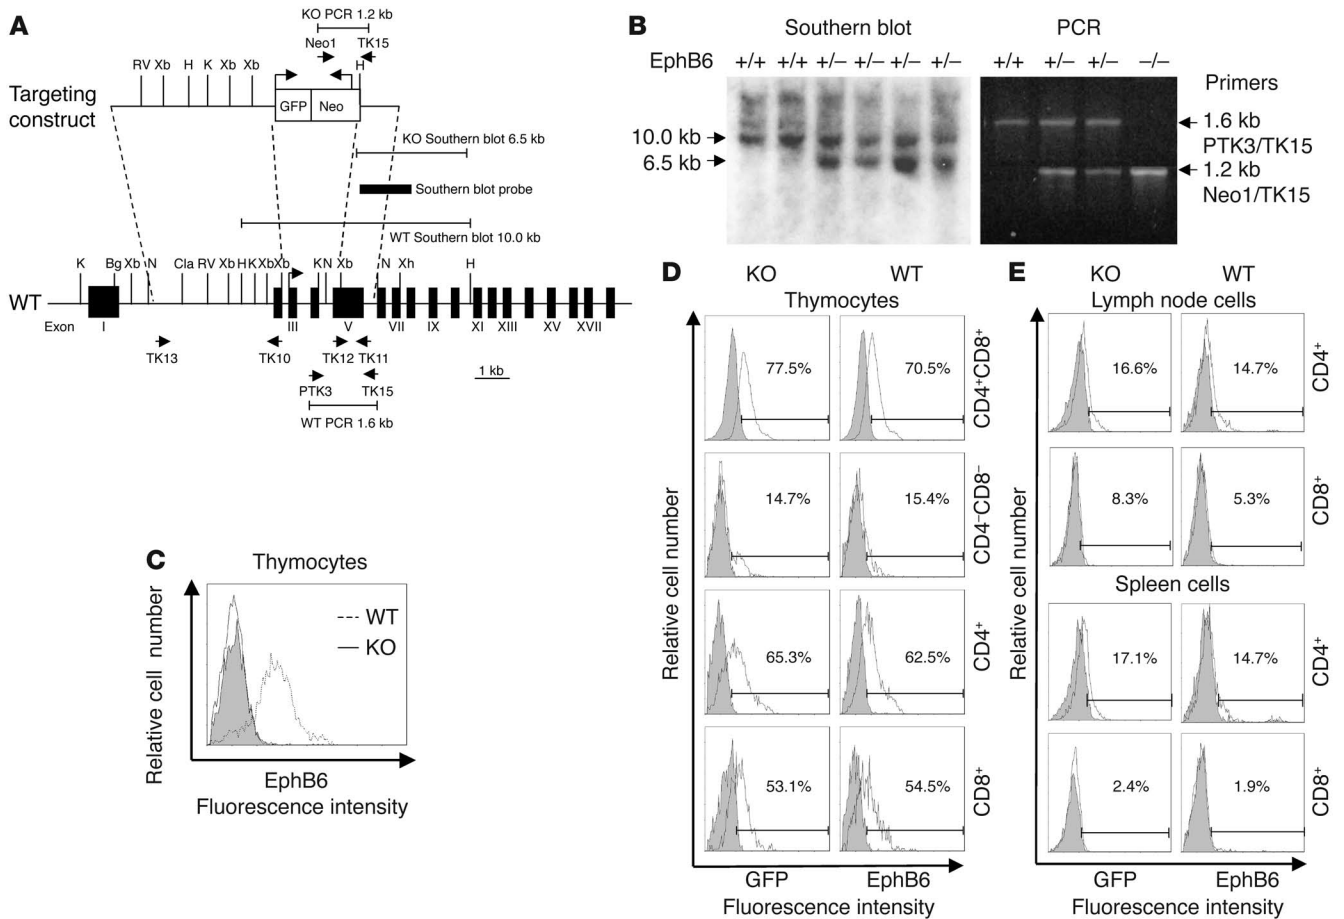 A
KO PCR 1.2 kb
Neo1 TK15
RV Xb H K Xb Xb H
Targeting
construct
GFP Neo
KO Southern blot 6.5 kb
Southern blot probe
WT Southern blot 10.0 kb
K Bg Xb N Cla RV Xb H K Xb Xb K N Xb N Xh H
WT
Exon I III V VII IX XI XIII XV XVII
TK13 TK10 TK12 TK11
PTK3 TK15
1 kb
WT PCR 1.6 kb
B
Southern blot PCR
EphB6 +/+ +/+ +/– +/– +/– +/– +/+ +/– +/– –/–
Primers
10.0 kb
6.5 kb
1.6 kb
PTK3/TK15
1.2 kb
Neo1/TK15
C
Thymocytes
WT
KO
Relative cell number
EphB6
Fluorescence intensity
D
KO WT
Thymocytes
77.5% 70.5% CD4+CD8+
14.7% 15.4% CD4–CD8–
65.3% 62.5% CD4+
53.1% 54.5% CD8+
Relative cell number
GFP EphB6
Fluorescence intensity
E
KO WT
Lymph node cells
16.6% 14.7% CD4+
8.3% 5.3% CD8+
Spleen cells
17.1% 14.7% CD4+
2.4% 1.9% CD8+
Relative cell number
GFP EphB6
Fluorescence intensity